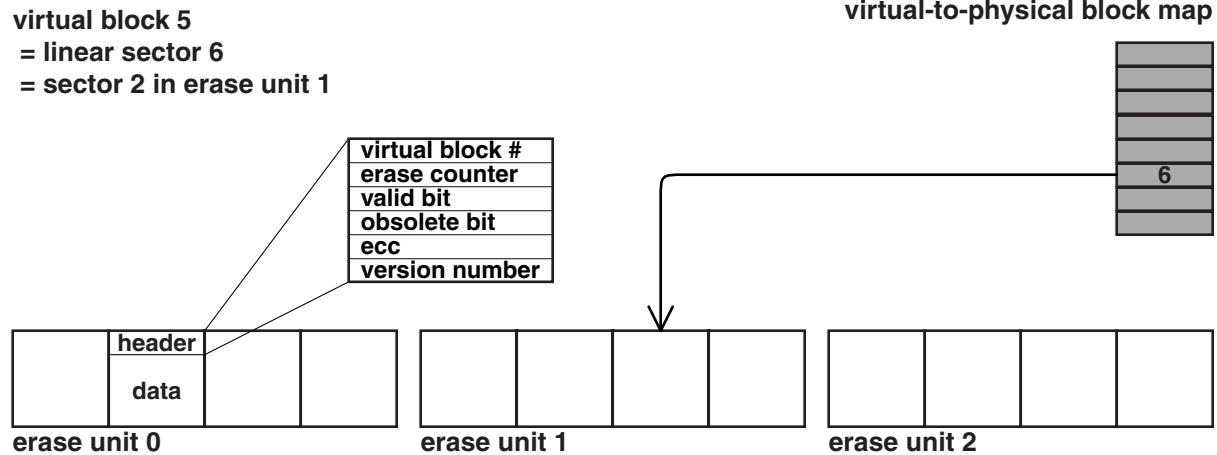 virtual block 5
= linear sector 6
= sector 2 in erase unit 1
virtual-to-physical block map
virtual block #
erase counter
valid bit
obsolete bit
ecc
version number
6
header
data
erase unit 0
erase unit 1
erase unit 2